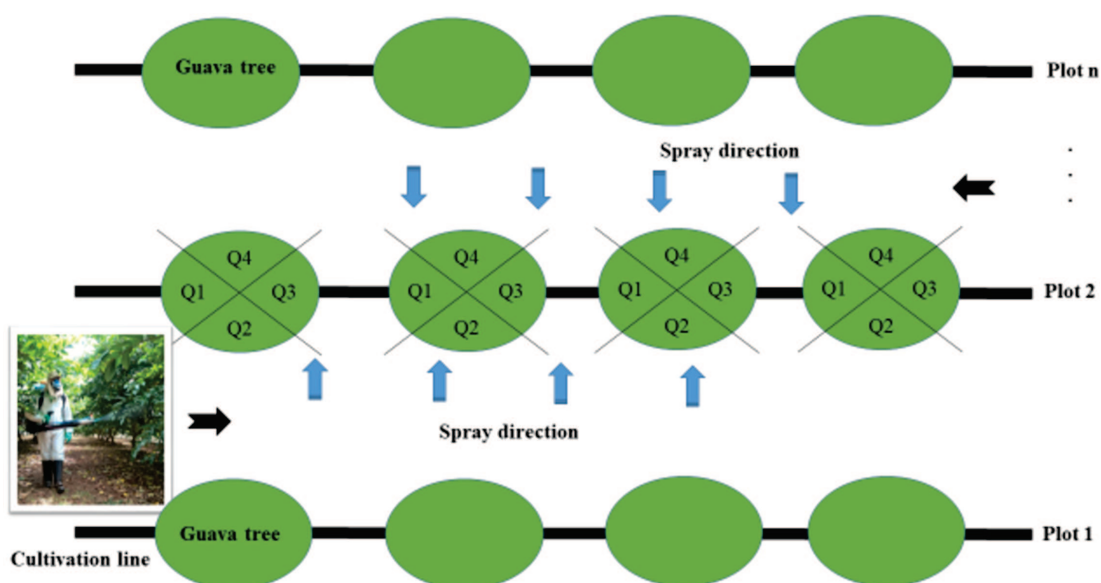 Guava tree
Plot n
Spray direction
.
.
.
Q4 Q4 Q4 Q4
Q1 Q3 Q1 Q3 Q1 Q3 Q1 Q3
Plot 2
Q2 Q2 Q2 Q2
Spray direction
Guava tree
Plot 1
Cultivation line